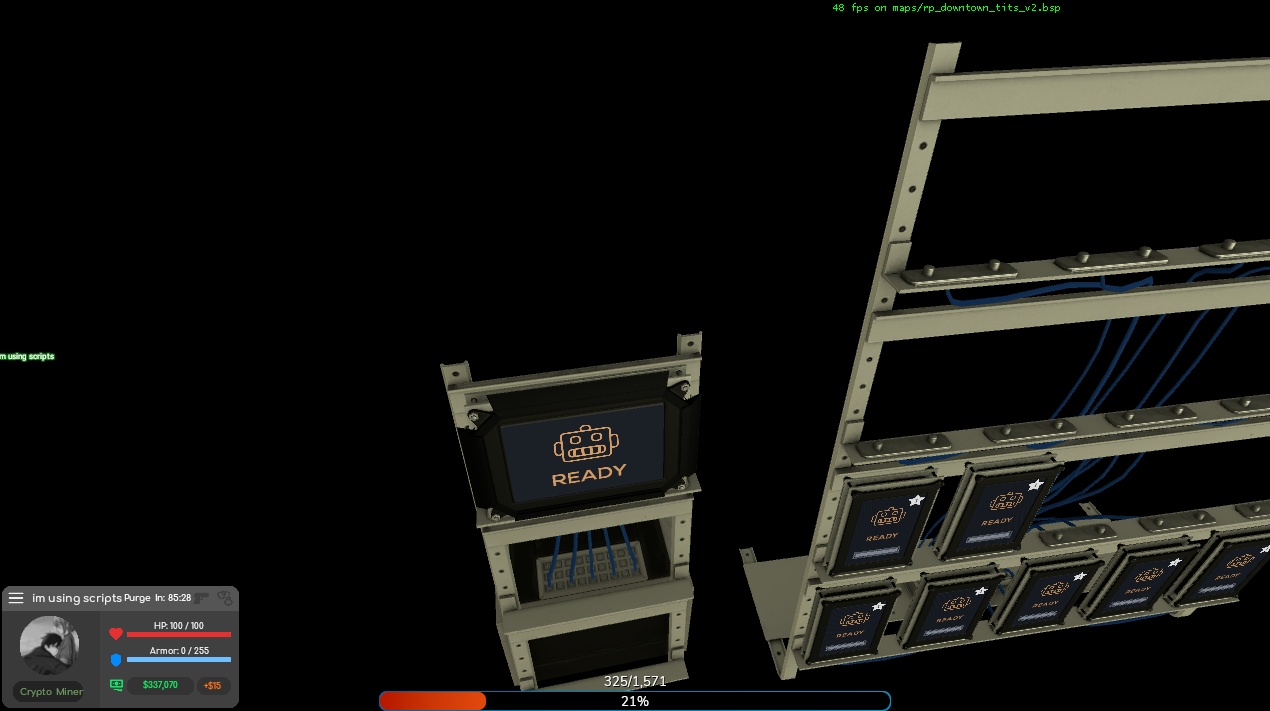 48 fps on maps/rp_downtown_tits_v2.bsp
m using scripts
READY
READY
READY
READY
READY
READY
READY
READY
im using scripts Purge In: 85:28
HP: 100 / 100
Armor: 0 / 255
$337,070 +$15
Crypto Miner
325/1,571
21%